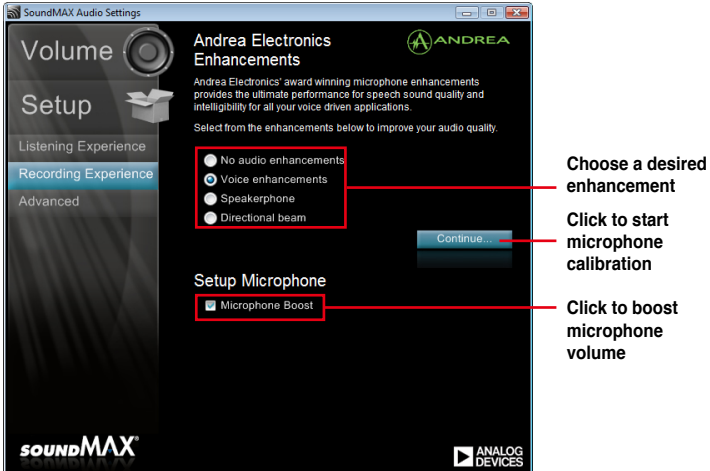 SoundMAX Audio Settings
Volume
Setup
Listening Experience
Recording Experience
Advanced
Andrea Electronics
Enhancements
ANDREA
Andrea Electronics' award winning microphone enhancements
provides the ultimate performance for speech sound quality and
intelligibility for all your voice driven applications.
Select from the enhancements below to improve your audio quality.
No audio enhancements
Voice enhancements
Speakerphone
Directional beam
Continue...
Setup Microphone
Microphone Boost
SOUNDMAX®
ANALOG
DEVICES
Choose a desired
enhancement
Click to start
microphone
calibration
Click to boost
microphone
volume